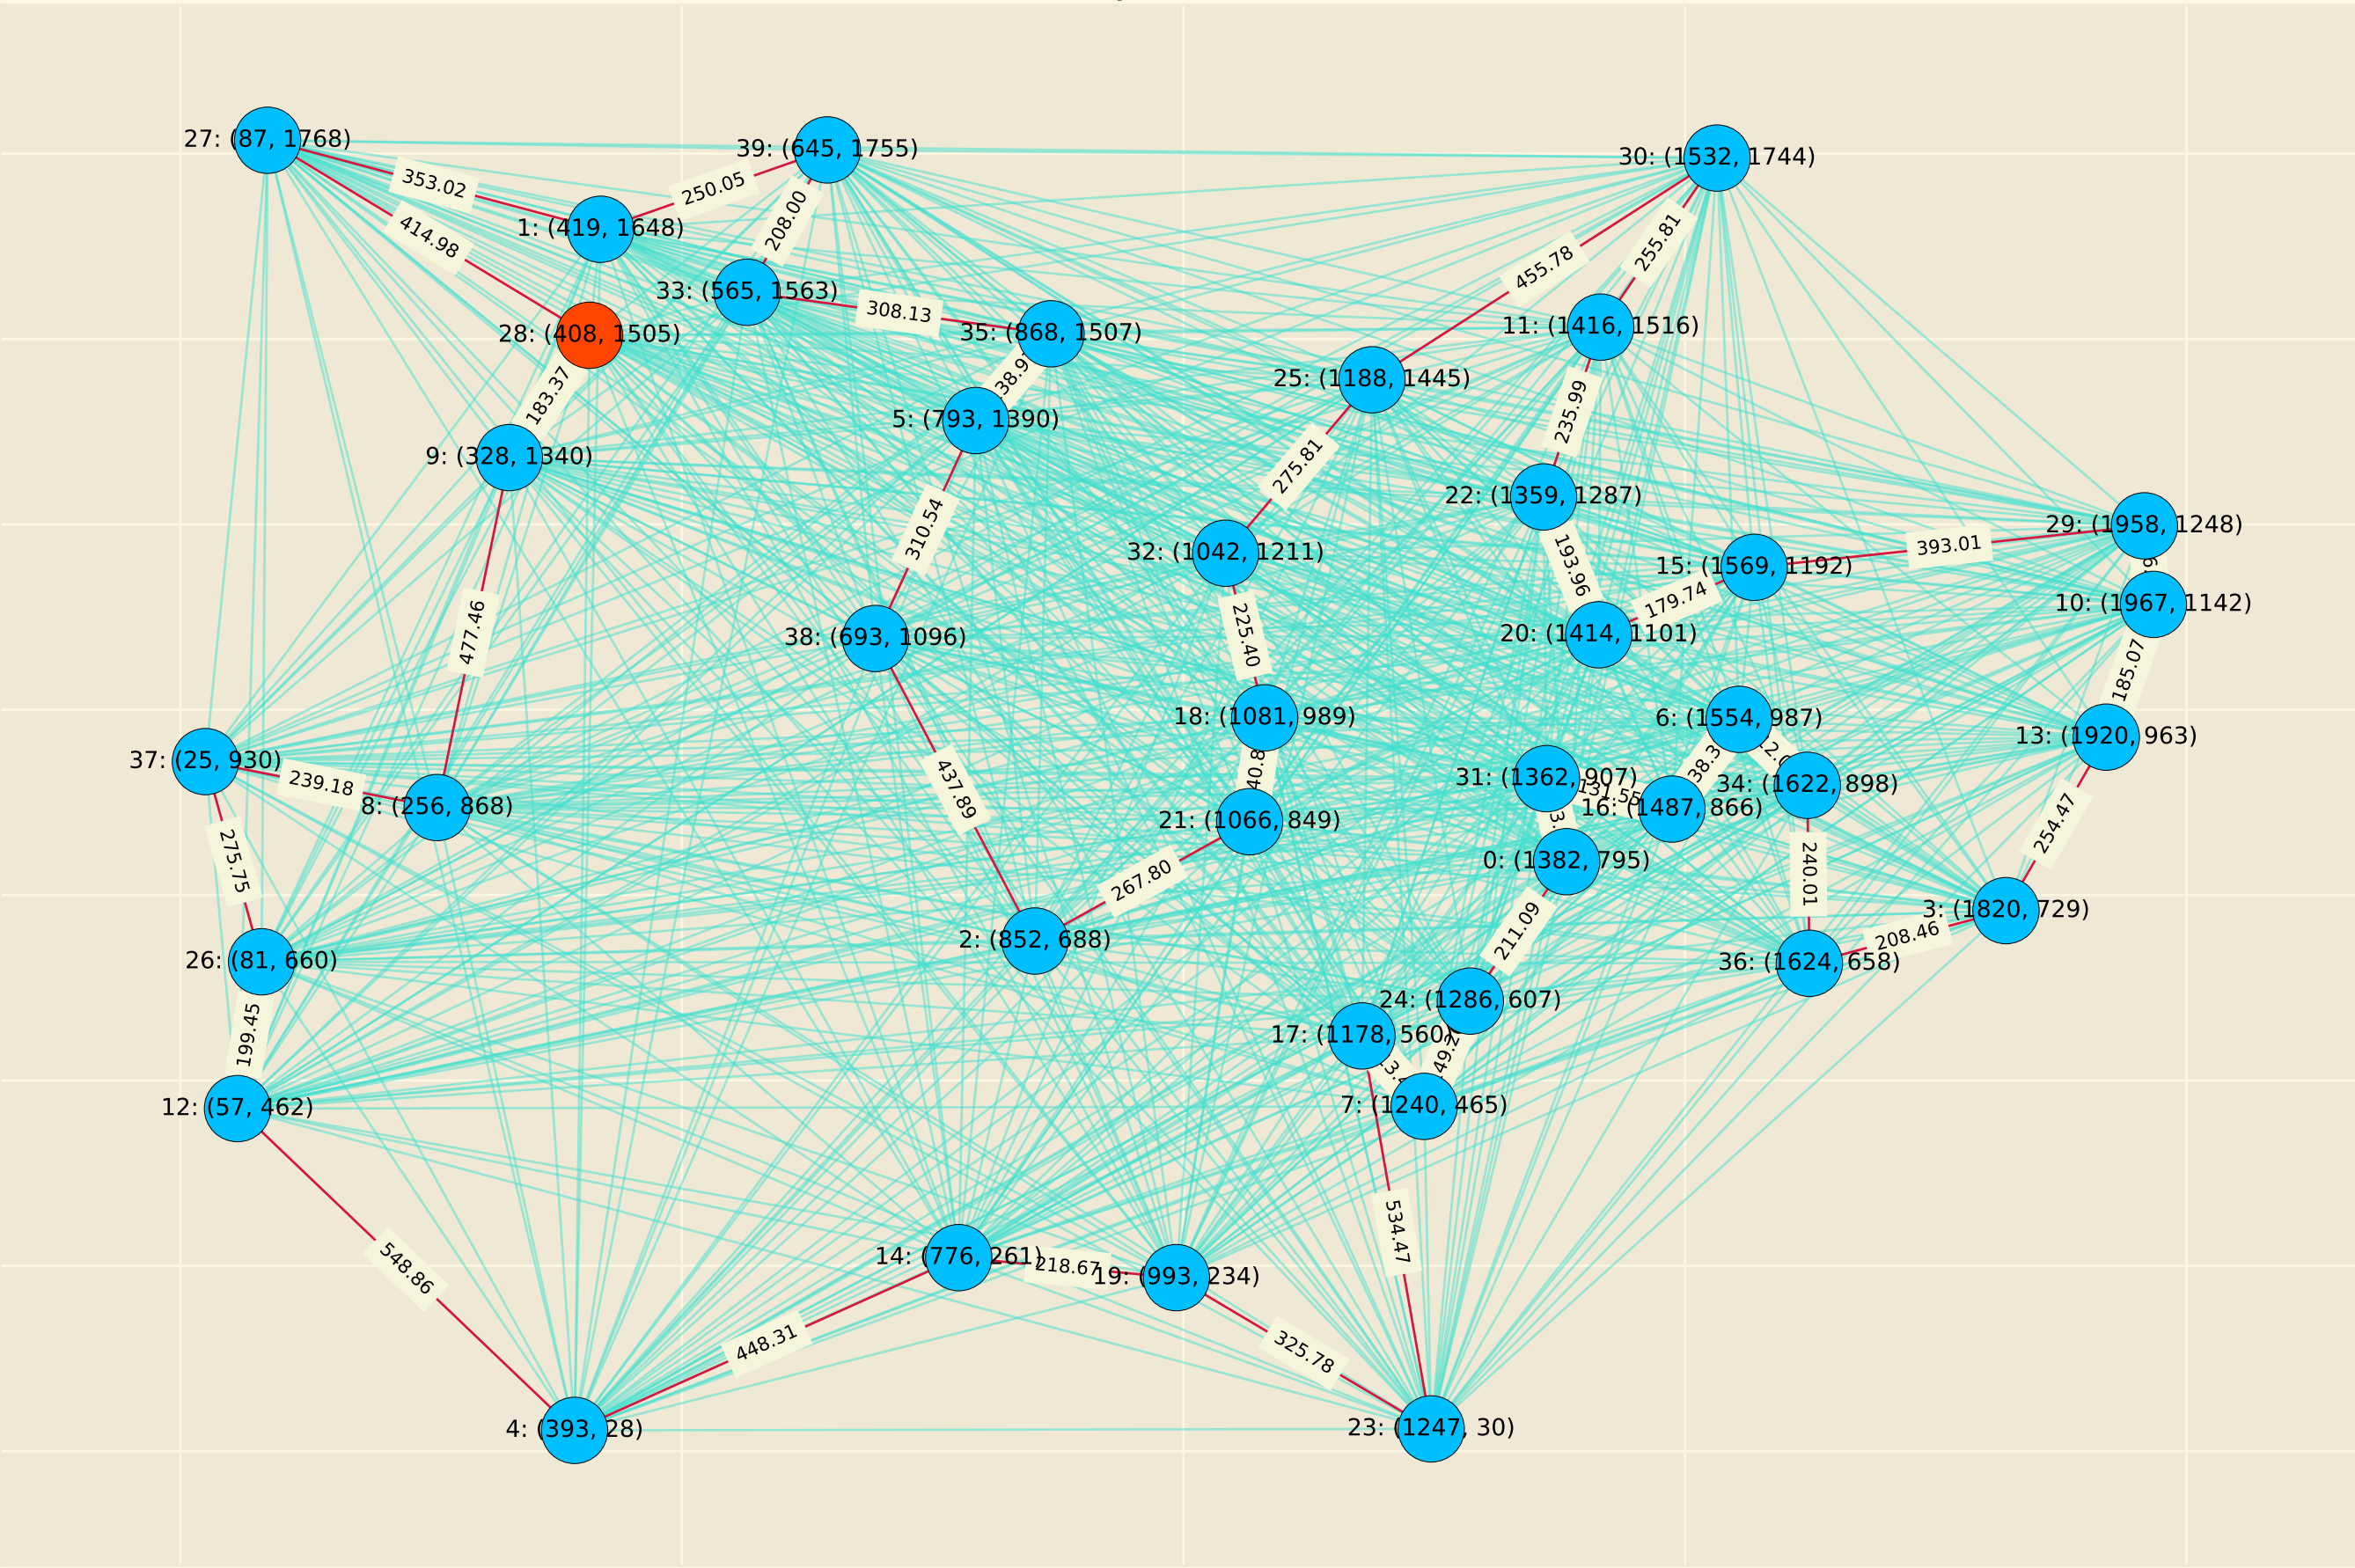 27: (87, 1768)
39: (645, 1755)
30: (1532, 1744)
353.02
250.05
208.00
414.98
1: (419, 1648)
255.81
455.78
33: (565, 1563)
308.13
28: (408, 1505)
35: (868, 1507)
11: (1416, 1516)
25: (1188, 1445)
183.37
5: (793, 1390)
235.99
9: (328, 1340)
275.81
22: (1359, 1287)
310.54
29: (1958, 1248)
32: (1042, 1211)
393.01
193.96
15: (1569, 1192)
179.74
10: (1967, 1142)
477.46
225.40
38: (693, 1096)
20: (1414, 1101)
185.07
18: (1081, 989)
6: (1554, 987)
13: (1920, 963)
37: (25, 930)
239.18
437.89
31: (1362, 907)
131.55
34: (1622, 898)
8: (256, 868)
21: (1066, 849)
16: (1487, 866)
254.47
275.75
267.80
0: (1382, 795)
240.01
211.09
3: (1820, 729)
208.46
2: (852, 688)
26: (81, 660)
36: (1624, 658)
24: (1286, 607)
17: (1178, 560)
199.45
12: (57, 462)
7: (1240, 465)
534.47
548.86
14: (776, 261)
218.67
19: (993, 234)
448.31
325.78
4: (393, 28)
23: (1247, 30)